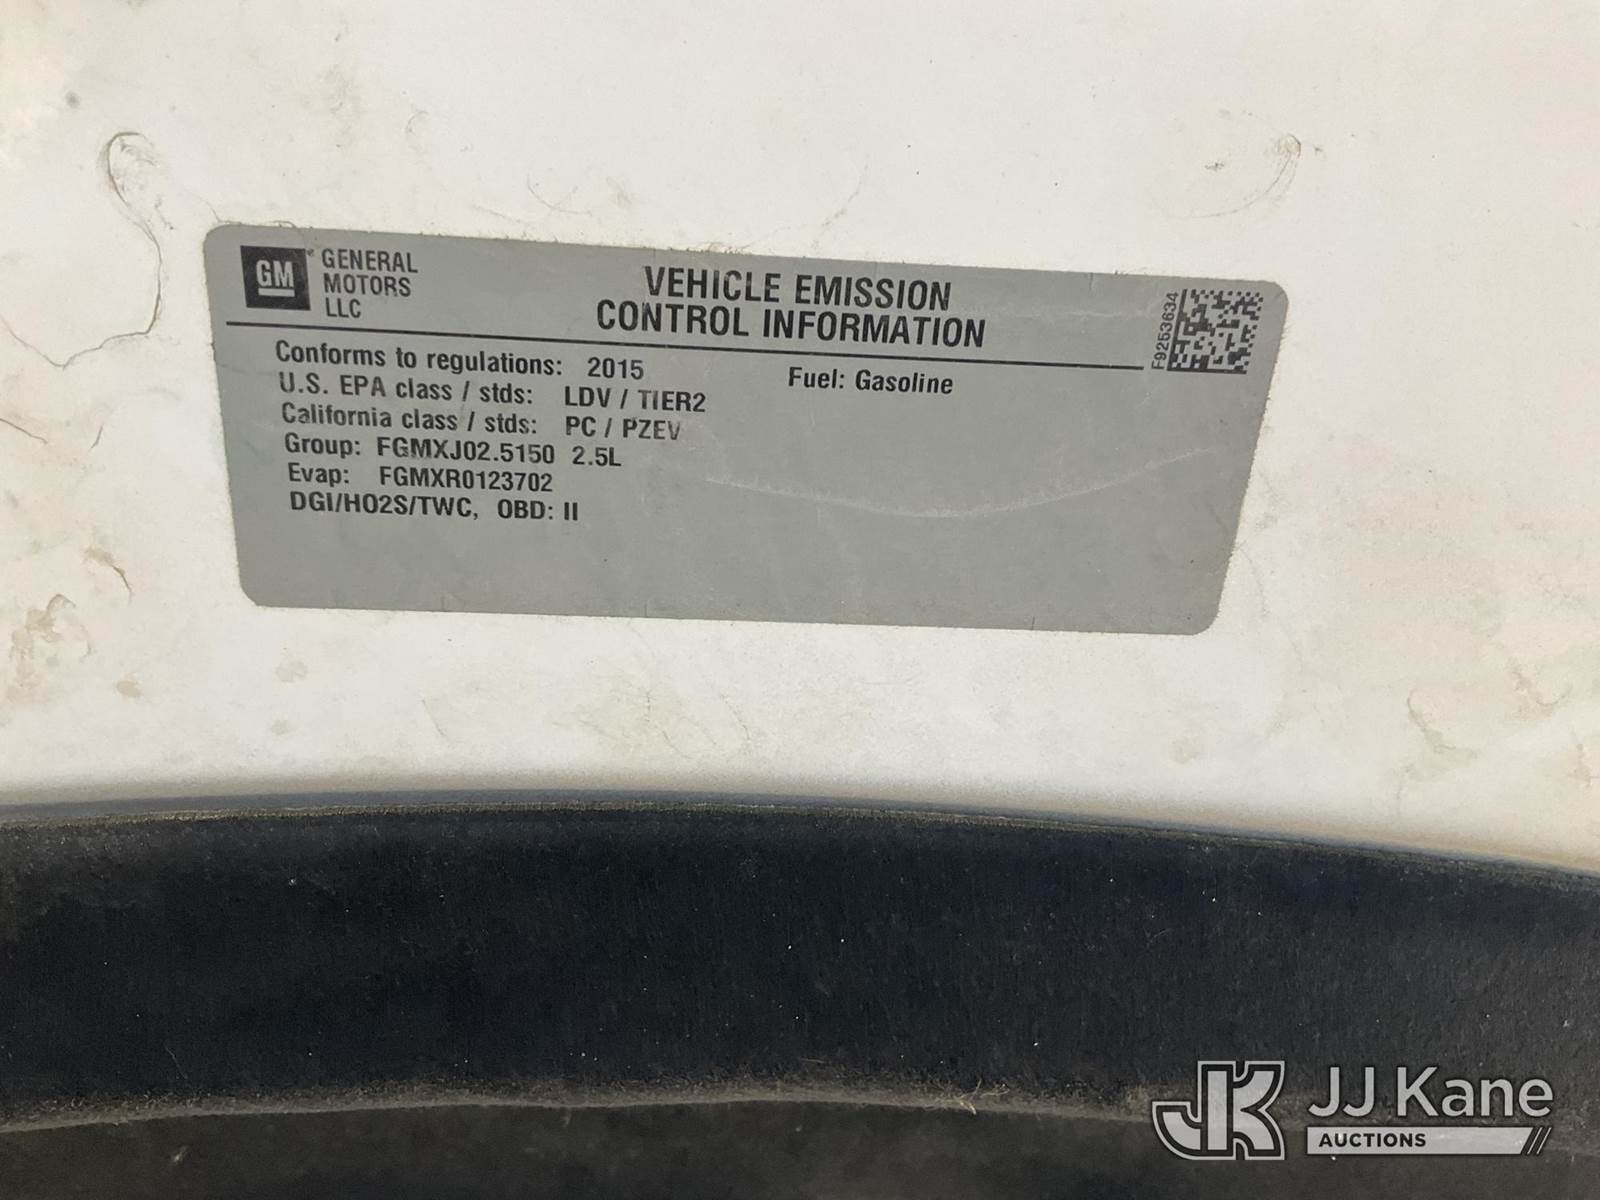 GM
® GENERAL
MOTORS
LLC
VEHICLE EMISSION
CONTROL INFORMATION
F9253634
Conforms to regulations: 2015
Fuel: Gasoline
U.S. EPA class / stds: LDV / TIER2
California class / stds: PC / PZEV
Group: FGMXJ02.5150 2.5L
Evap: FGMXR0123702
DGI/HO2S/TWC, OBD: II
JK JJ Kane
AUCTIONS